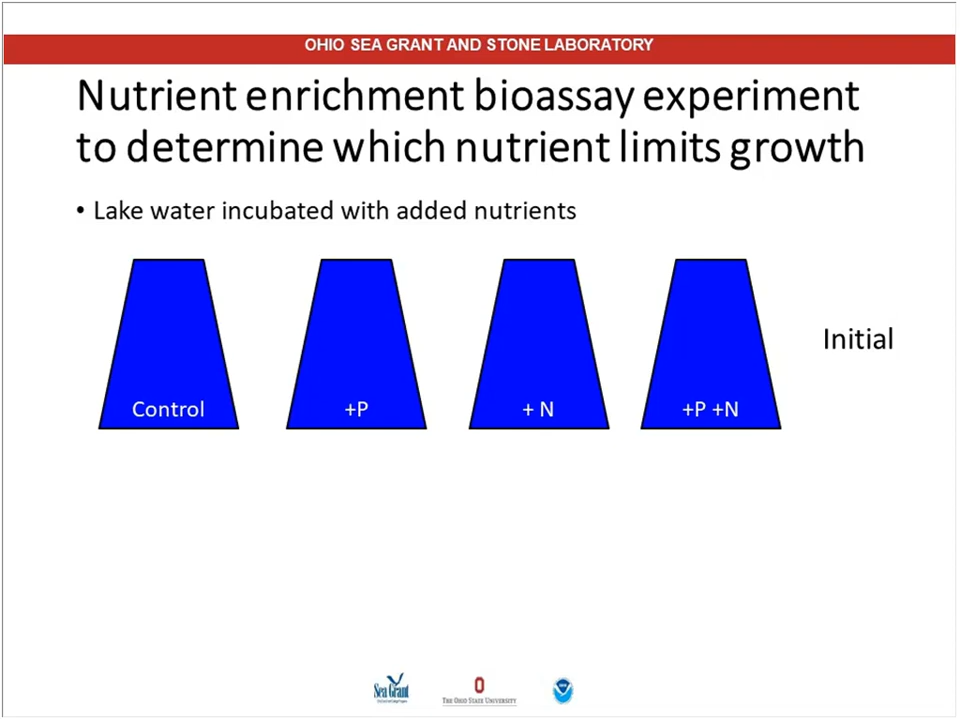 OHIO SEA GRANT AND STONE LABORATORY
Nutrient enrichment bioassay experiment
to determine which nutrient limits growth
• Lake water incubated with added nutrients
Initial
Control
+P
+ N
+P +N
Sea Grant
THE OHIO STATE UNIVERSITY